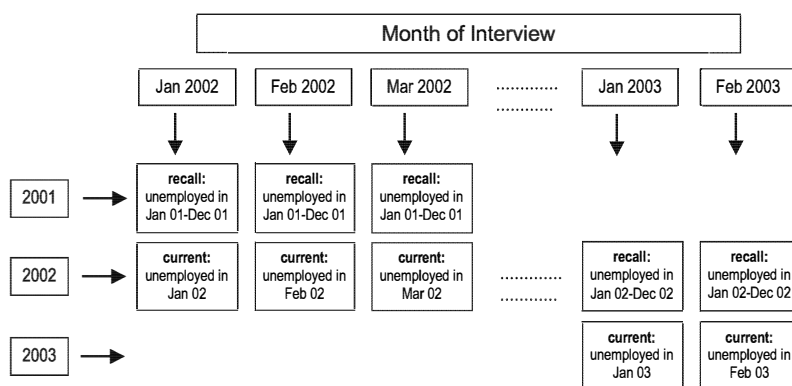 Month of Interview
Jan 2002 Feb 2002 Mar 2002 ............ Jan 2003 Feb 2003
...........
2001
recall:
unemployed in
Jan 01-Dec 01
recall:
unemployed in
Jan 01-Dec 01
recall:
unemployed in
Jan 01-Dec 01
2002
current:
unemployed in
Jan 02
current:
unemployed in
Feb 02
current:
unemployed in
Mar 02
............
...........
recall:
unemployed in
Jan 02-Dec 02
recall:
unemployed in
Jan 02-Dec 02
2003
current:
unemployed in
Jan 03
current:
unemployed in
Feb 03